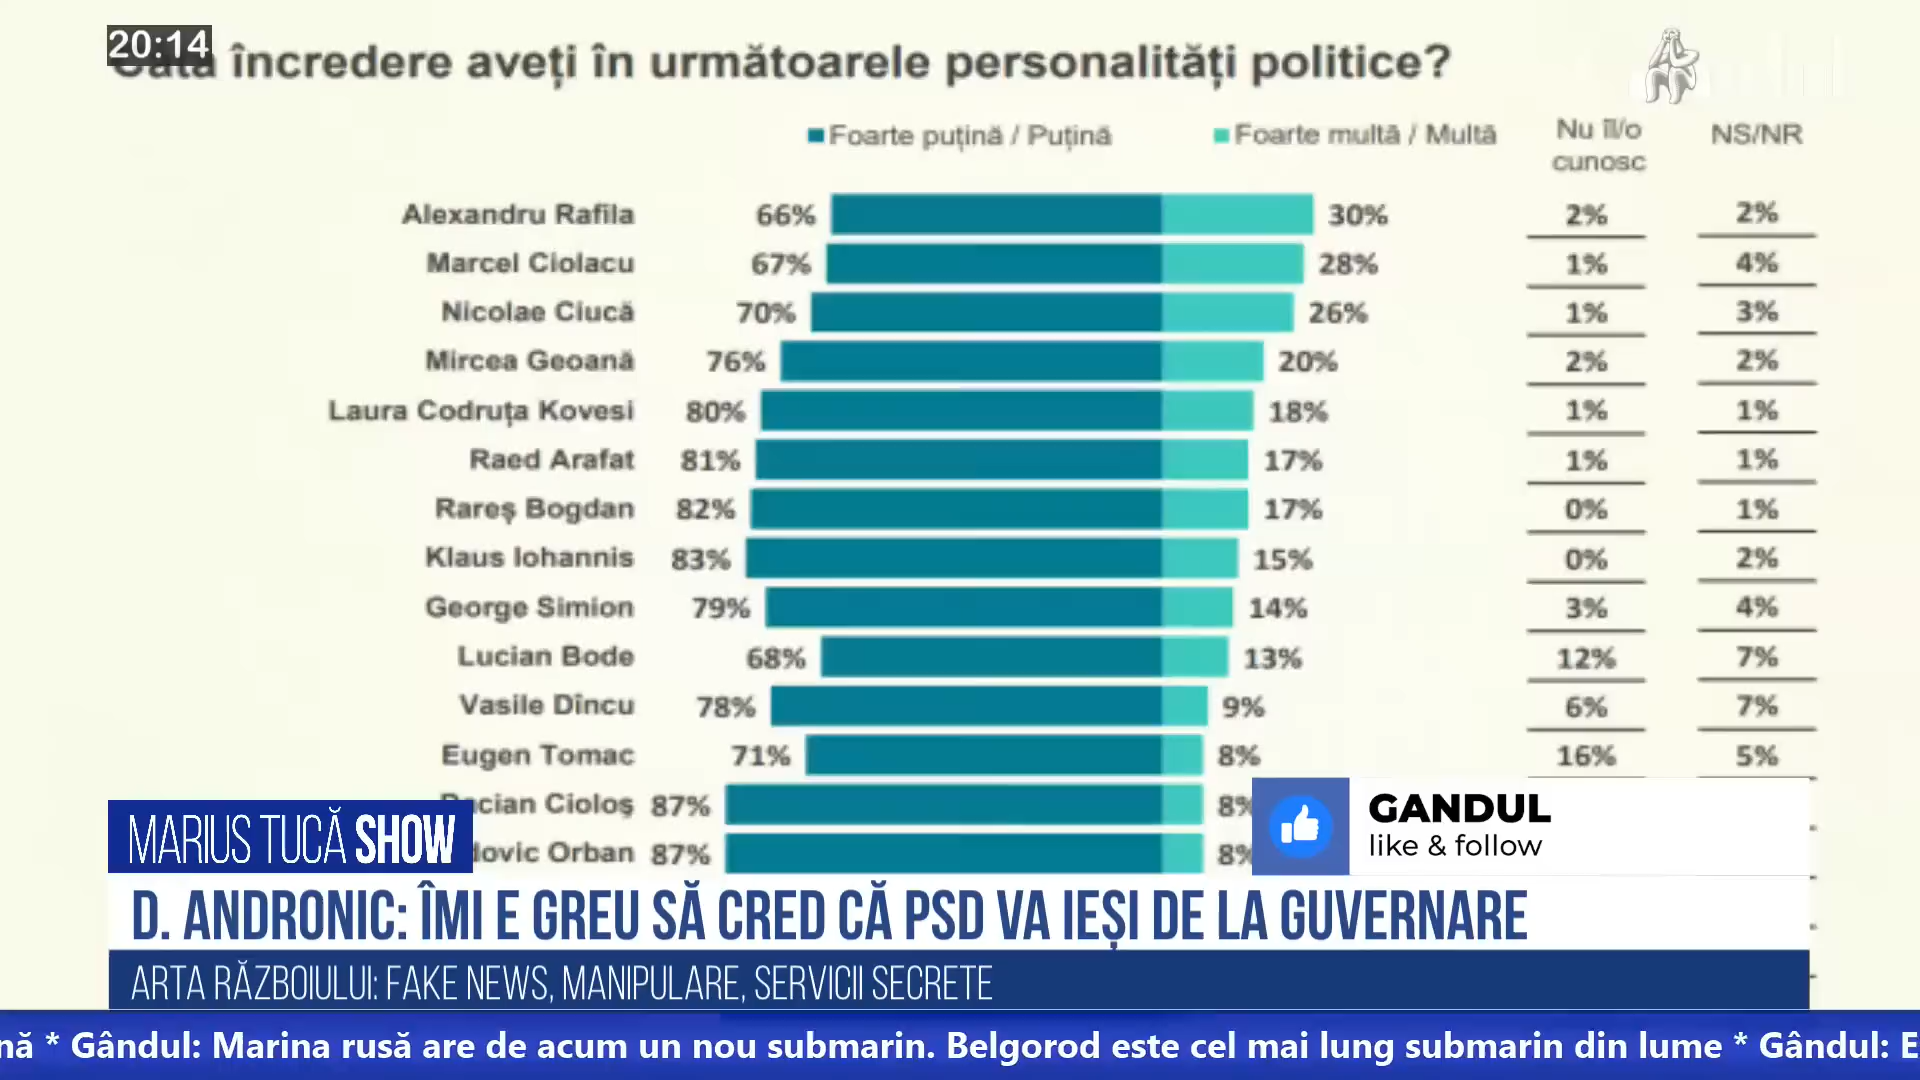 20:14
încredere aveți în următoarele personalități politice?
Foarte puțină / Puțină Foarte multă / Multă Nu îl/o cunosc NS/NR
Alexandru Rafila 66% 30% 2% 2%
Marcel Ciolacu 67% 28% 1% 4%
Nicolae Ciucă 70% 26% 1% 3%
Mircea Geoană 76% 20% 2% 2%
Laura Codruța Kovesi 80% 18% 1% 1%
Raed Arafat 81% 17% 1% 1%
Rareș Bogdan 82% 17% 0% 1%
Klaus Iohannis 83% 15% 0% 2%
George Simion 79% 14% 3% 4%
Lucian Bode 68% 13% 12% 7%
Vasile Dîncu 78% 9% 6% 7%
Eugen Tomac 71% 8% 16% 5%
Cioloș 87% 8%
Orban 87% 8%
GANDUL
like & follow
MARIUS TUCĂ SHOW
D. ANDRONIC: ÎMI E GREU SĂ CRED CĂ PSD VA IEȘI DE LA GUVERNARE
ARTA RĂZBOIULUI: FAKE NEWS, MANIPULARE, SERVICII SECRETE
nă * Gândul: Marina rusă are de acum un nou submarin. Belgorod este cel mai lung submarin din lume * Gândul: E